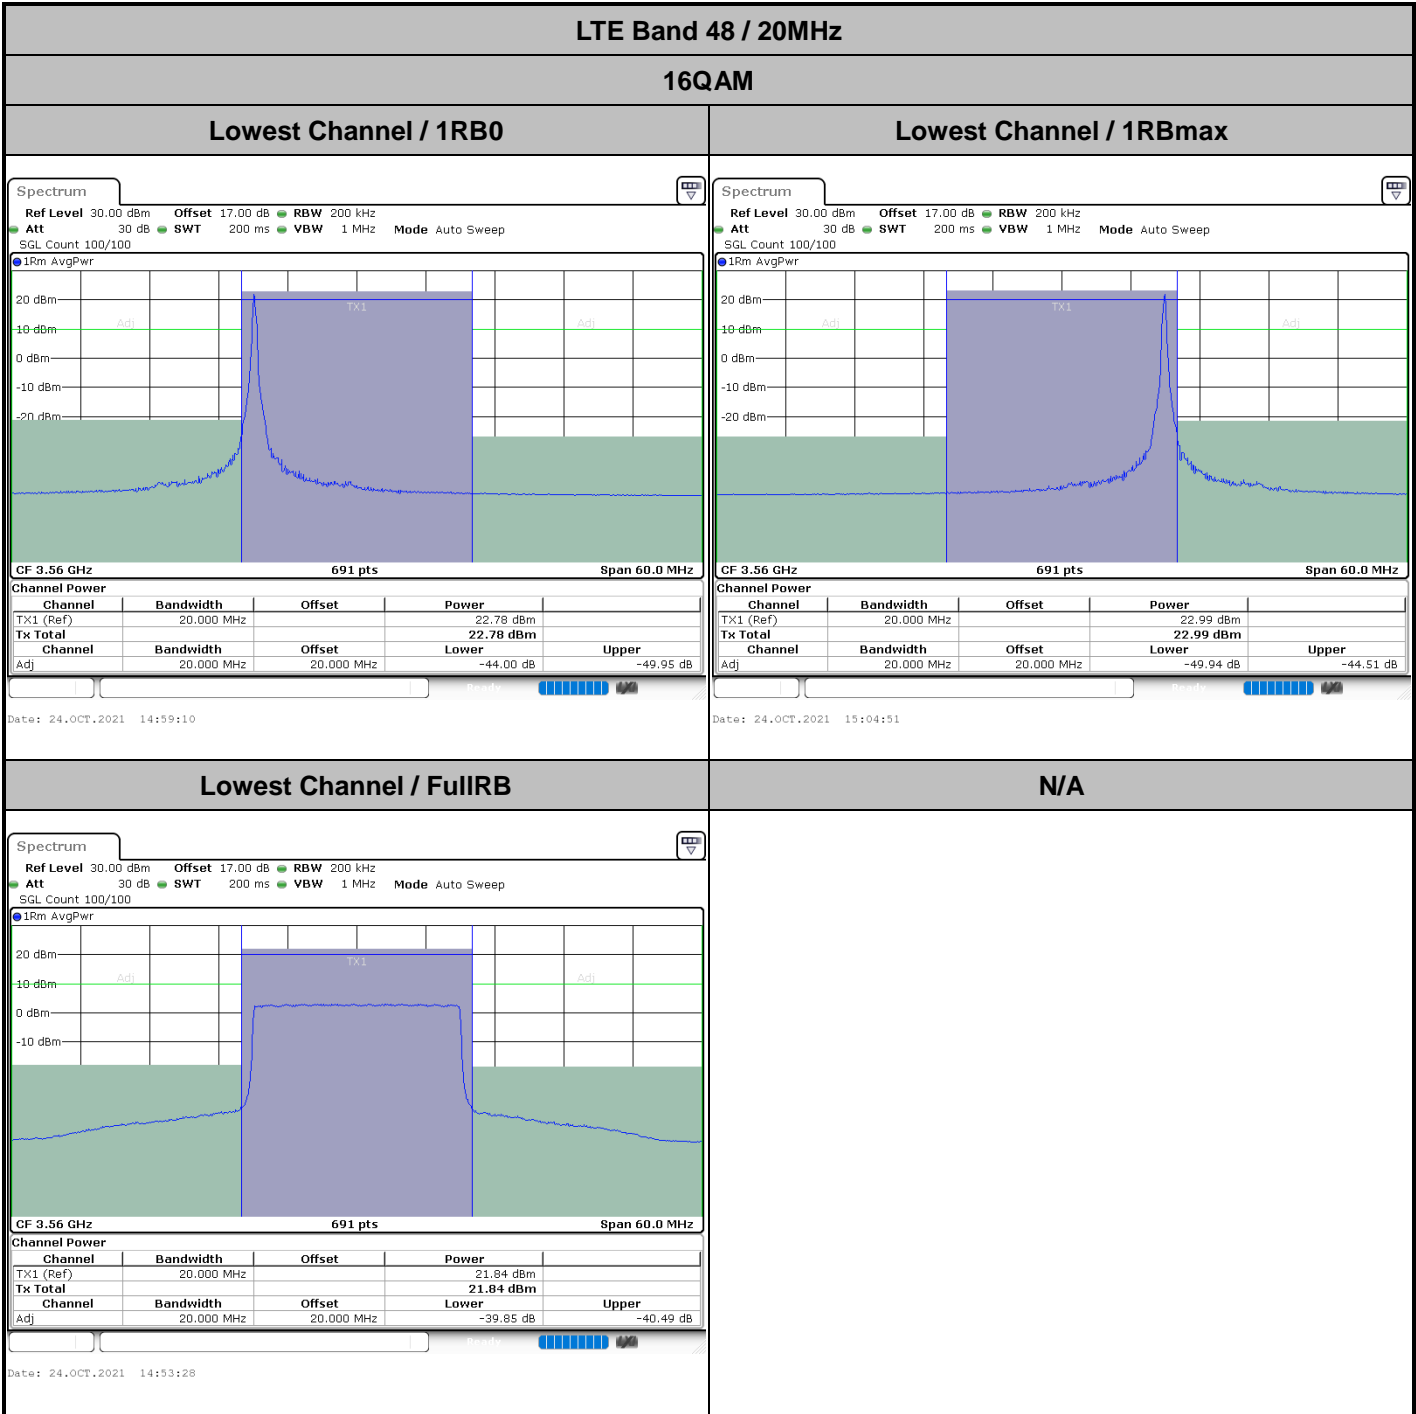 LTE Band 48 / 20MHz
16QAM
Lowest Channel / 1RB0
Lowest Channel / 1RBmax
Spectrum
Ref Level 30.00 dBm Offset 17.00 dB RBW 200 kHz
Att 30 dB SWT 200 ms VBW 1 MHz Mode Auto Sweep
SGL Count 100/100
1Rm AvgPwr
20 dBm
10 dBm
0 dBm
-10 dBm
-20 dBm
Adj
TX1
Adj
CF 3.56 GHz 691 pts Span 60.0 MHz
Channel Power
Channel Bandwidth Offset Power
TX1 (Ref) 20.000 MHz 22.78 dBm
Tx Total 22.78 dBm
Channel Bandwidth Offset Lower Upper
Adj 20.000 MHz 20.000 MHz -44.00 dB -49.95 dB
Ready
Date: 24.OCT.2021 14:59:10
Spectrum
Ref Level 30.00 dBm Offset 17.00 dB RBW 200 kHz
Att 30 dB SWT 200 ms VBW 1 MHz Mode Auto Sweep
SGL Count 100/100
1Rm AvgPwr
20 dBm
10 dBm
0 dBm
-10 dBm
-20 dBm
Adj
TX1
Adj
CF 3.56 GHz 691 pts Span 60.0 MHz
Channel Power
Channel Bandwidth Offset Power
TX1 (Ref) 20.000 MHz 22.99 dBm
Tx Total 22.99 dBm
Channel Bandwidth Offset Lower Upper
Adj 20.000 MHz 20.000 MHz -49.94 dB -44.51 dB
Ready
Date: 24.OCT.2021 15:04:51
Lowest Channel / FullRB
N/A
Spectrum
Ref Level 30.00 dBm Offset 17.00 dB RBW 200 kHz
Att 30 dB SWT 200 ms VBW 1 MHz Mode Auto Sweep
SGL Count 100/100
1Rm AvgPwr
20 dBm
10 dBm
0 dBm
-10 dBm
Adj
TX1
Adj
CF 3.56 GHz 691 pts Span 60.0 MHz
Channel Power
Channel Bandwidth Offset Power
TX1 (Ref) 20.000 MHz 21.84 dBm
Tx Total 21.84 dBm
Channel Bandwidth Offset Lower Upper
Adj 20.000 MHz 20.000 MHz -39.85 dB -40.49 dB
Ready
Date: 24.OCT.2021 14:53:28